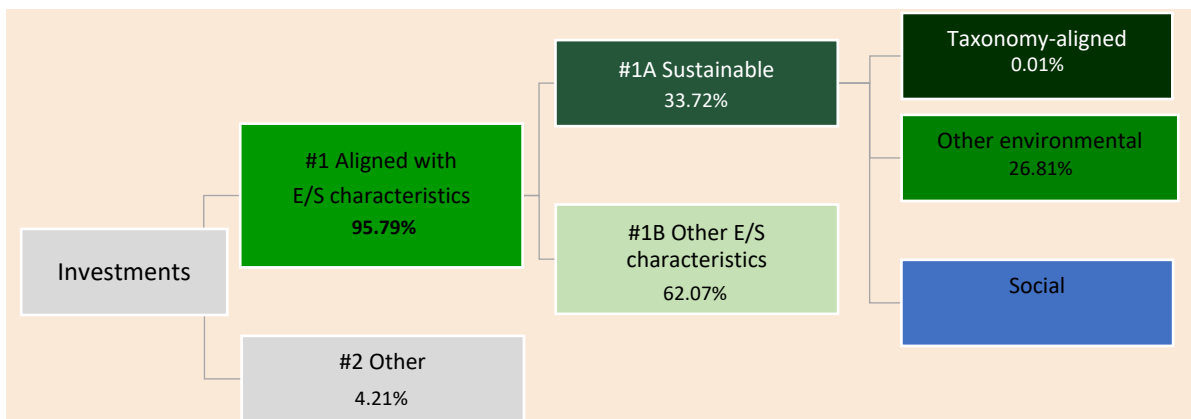 Investments
#1 Aligned with
E/S characteristics
95.79%
#2 Other
4.21%
#1A Sustainable
33.72%
#1B Other E/S
characteristics
62.07%
Taxonomy-aligned
0.01%
Other environmental
26.81%
Social